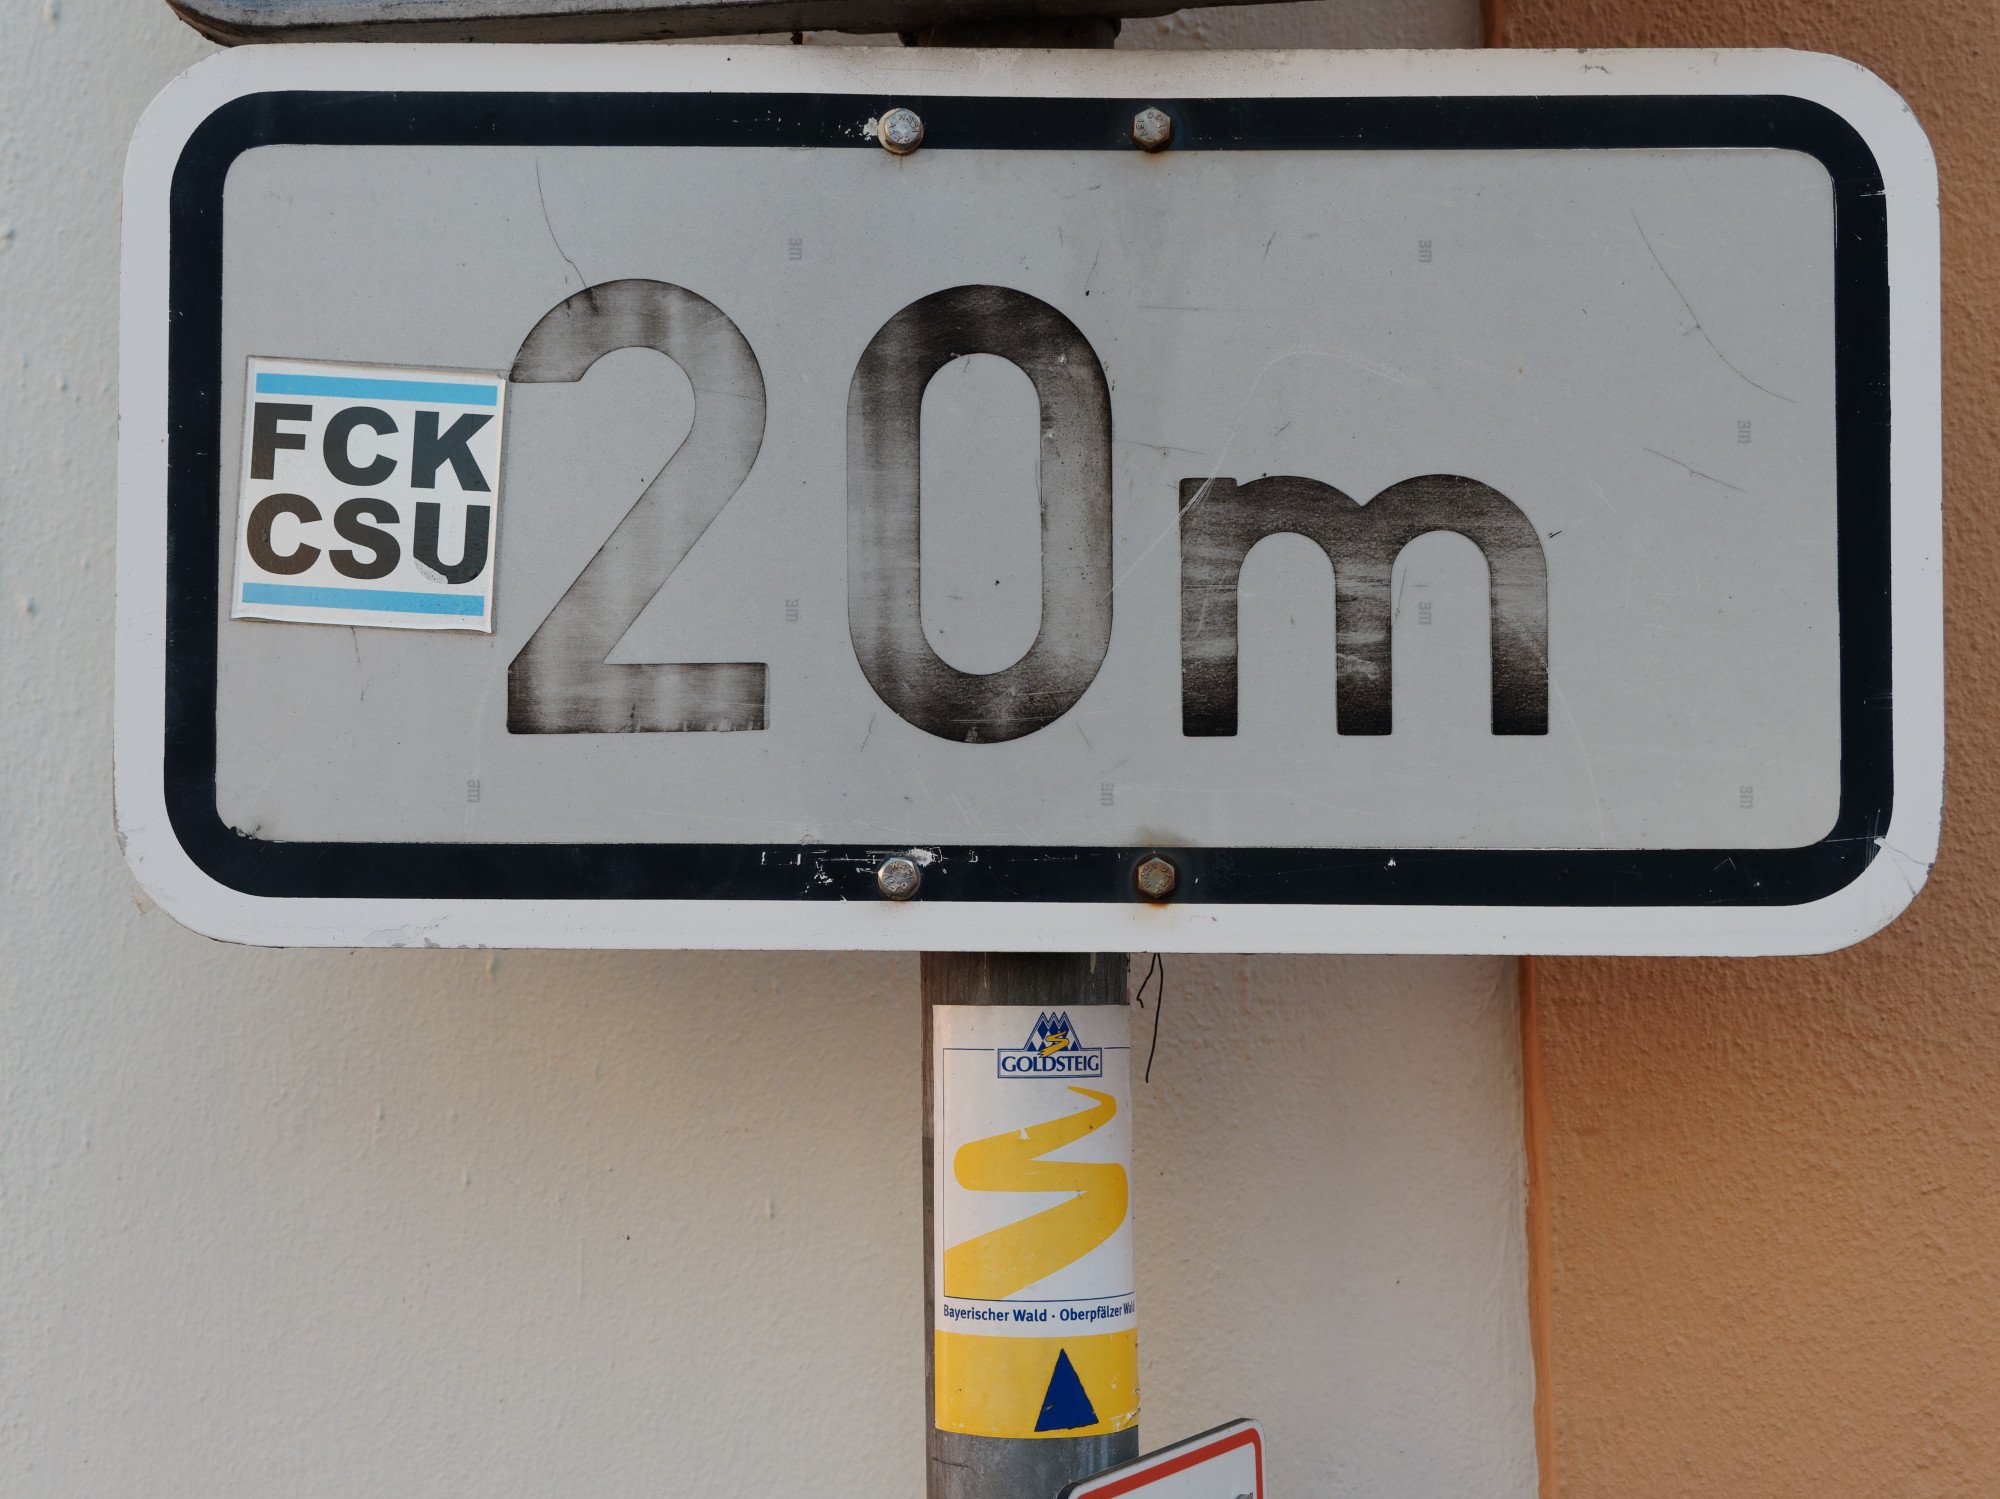 FCK
CSU
20m
GOLDSTEIG
Bayerischer Wald · Oberpfälzer Wald